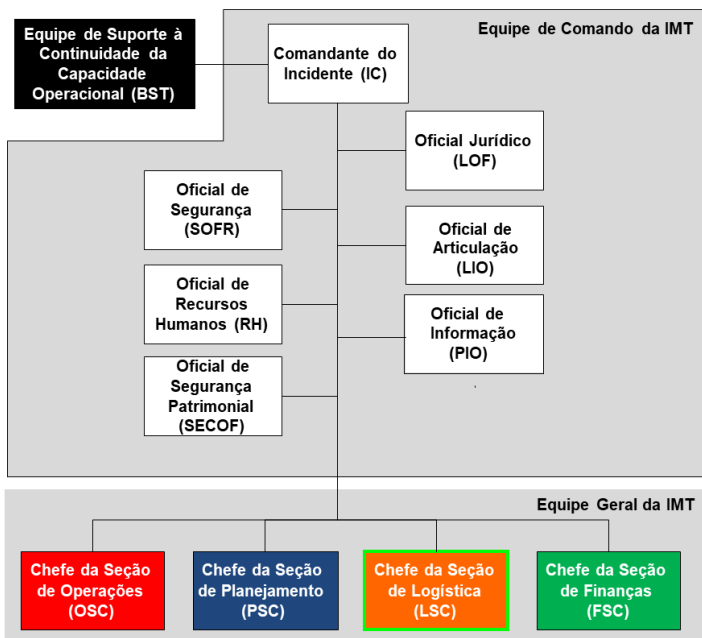 Equipe de Suporte à
Continuidade da
Capacidade
Operacional (BST)
Comandante do
Incidente (IC)
Equipe de Comando da IMT
Oficial Jurídico
(LOF)
Oficial de
Segurança
(SOFR)
Oficial de
Articulação
(LIO)
Oficial de
Recursos
Humanos (RH)
Oficial de
Informação
(PIO)
Oficial de
Segurança
Patrimonial
(SECOF)
Equipe Geral da IMT
Chefe da Seção
de Operações
(OSC)
Chefe da Seção
de Planejamento
(PSC)
Chefe da Seção
de Logística
(LSC)
Chefe da Seção
de Finanças
(FSC)